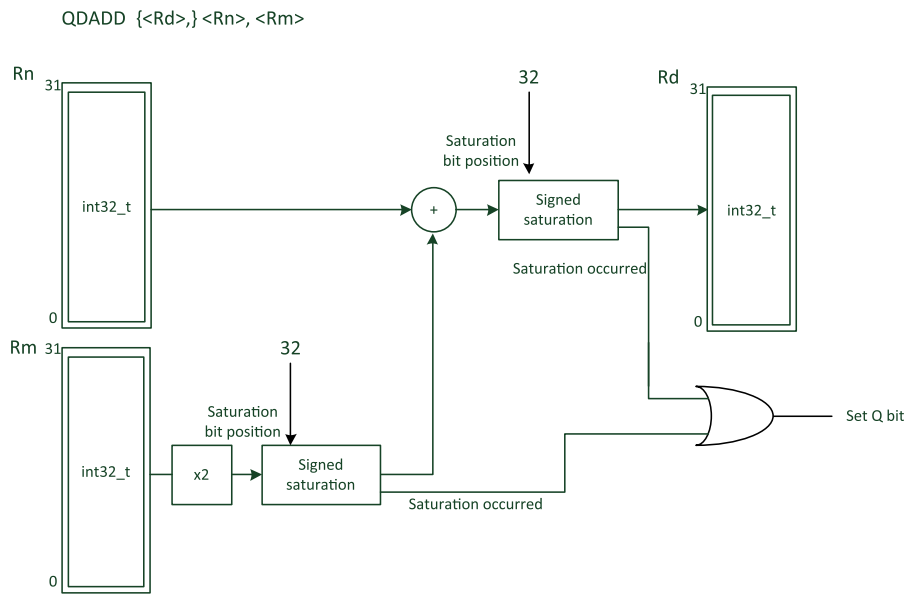 QDADD {<Rd>,} <Rn>, <Rm>
Rn
31
int32_t
0
32
Saturation
bit position
+
Signed
saturation
Saturation occurred
Rd
31
int32_t
0
Rm
31
int32_t
0
32
Saturation
bit position
x2
Signed
saturation
Saturation occurred
Set Q bit